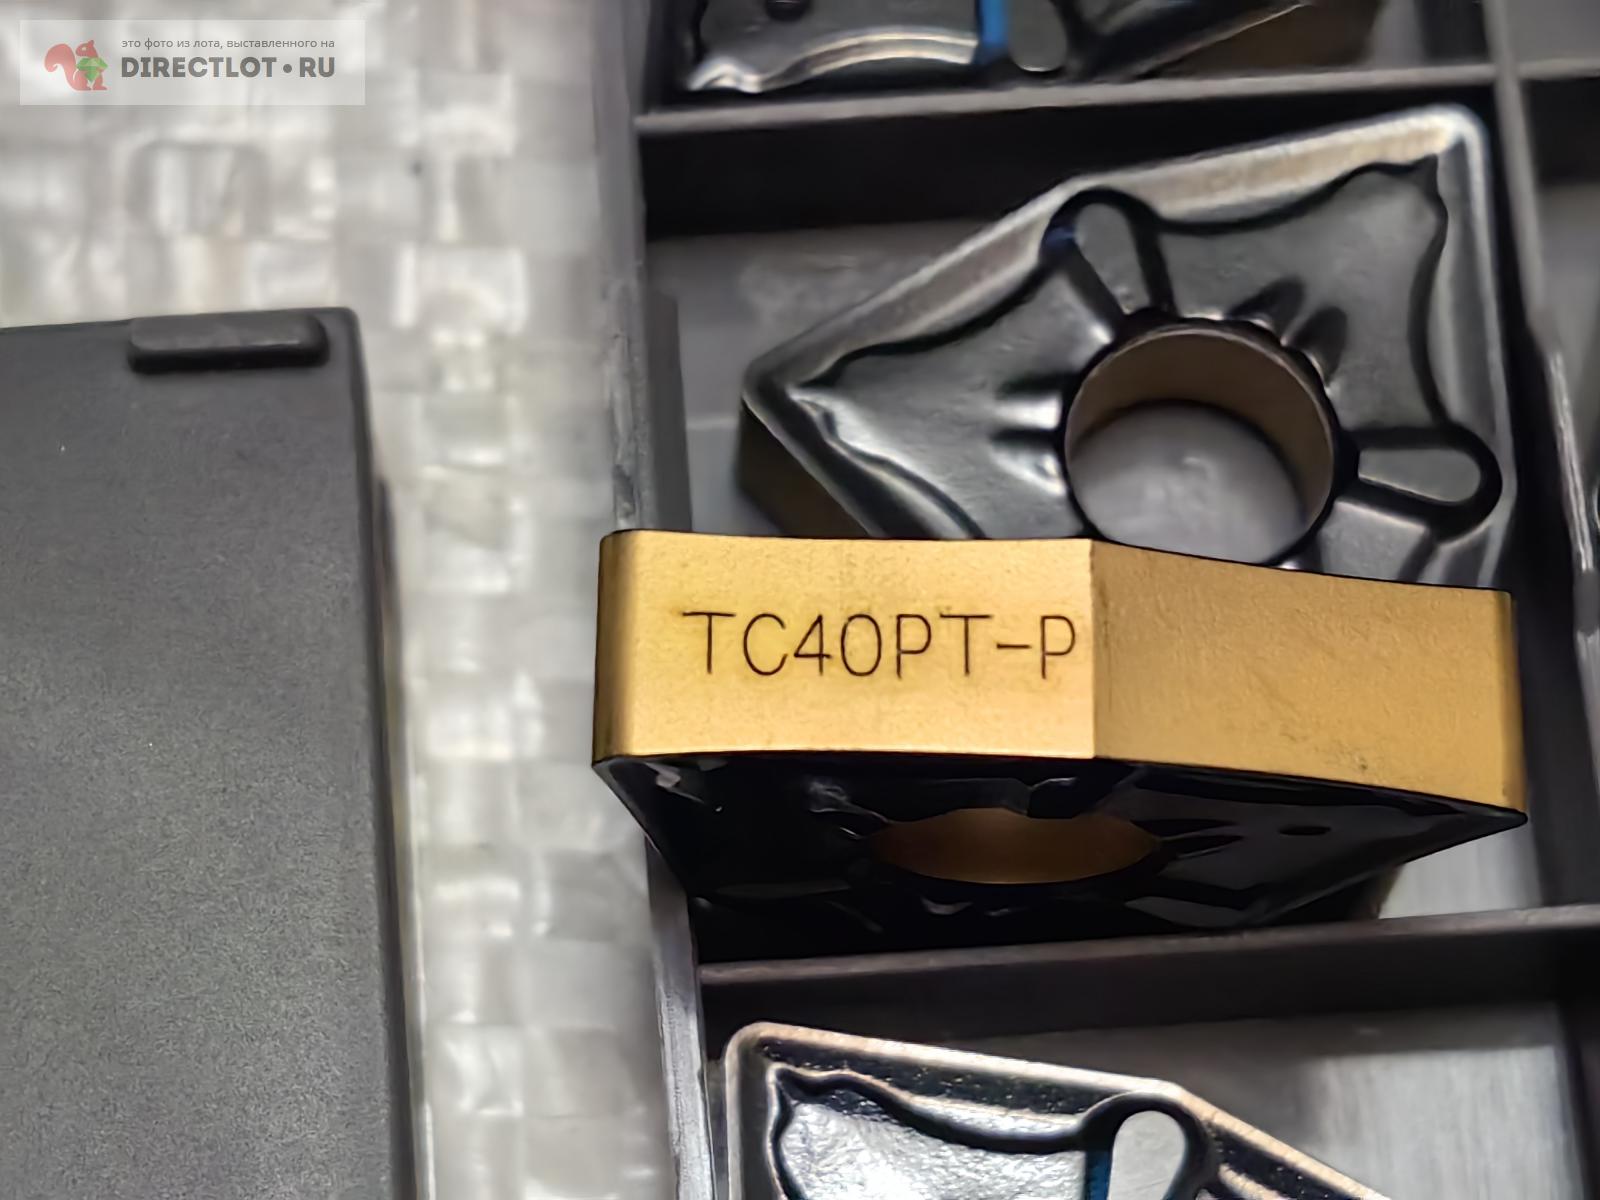 это фото из лота, выставленного на
DIRECTLOT•RU
TC40PT-P